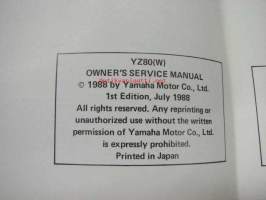 YZ80(W)
OWNER'S SERVICE MANUAL
© 1988 by Yamaha Motor Co., Ltd.
1st Edition, July 1988
All rights reserved. Any reprinting or
unauthorized use without the written
permission of Yamaha Motor Co., Ltd.
is expressly prohibited.
Printed in Japan